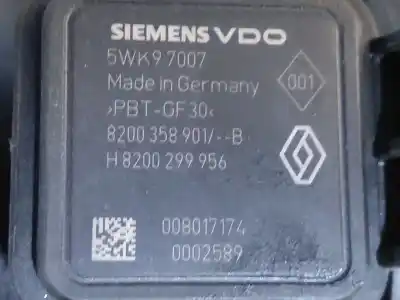 SIEMENS VDO
5WK9 7007
Made in Germany
001
>PBT-GF30<
8200 358 901/--B
H 8200 299 956
008017174
0002589